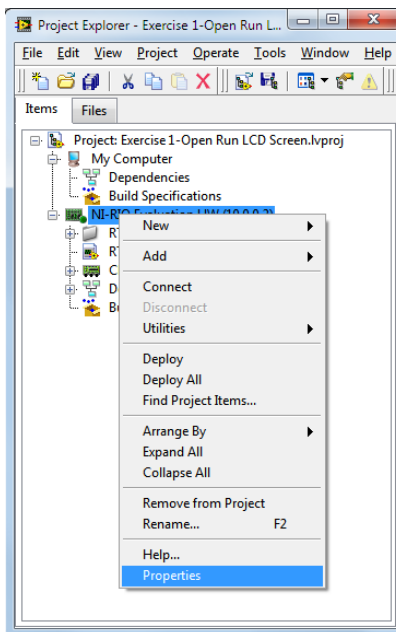 Project Explorer - Exercise 1-Open Run L...
File Edit View Project Operate Tools Window Help
Items Files
Project: Exercise 1-Open Run LCD Screen.lvproj
My Computer
Dependencies
Build Specifications
New
Add
Connect
Disconnect
Utilities
Deploy
Deploy All
Find Project Items...
Arrange By
Expand All
Collapse All
Remove from Project
Rename... F2
Help...
Properties